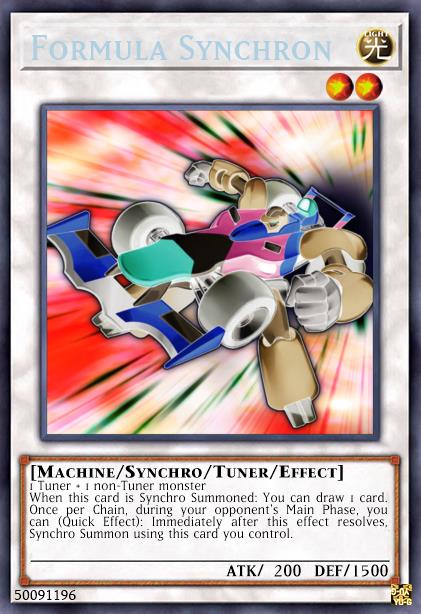 FORMULA SYNCHRON
LIGHT
光
[MACHINE/SYNCHRO/TUNER/EFFECT]
1 Tuner + 1 non-Tuner monster
When this card is Synchro Summoned: You can draw 1 card.
Once per Chain, during your opponent's Main Phase, you
can (Quick Effect): Immediately after this effect resolves,
Synchro Summon using this card you control.
ATK/ 200 DEF/1500
50091196